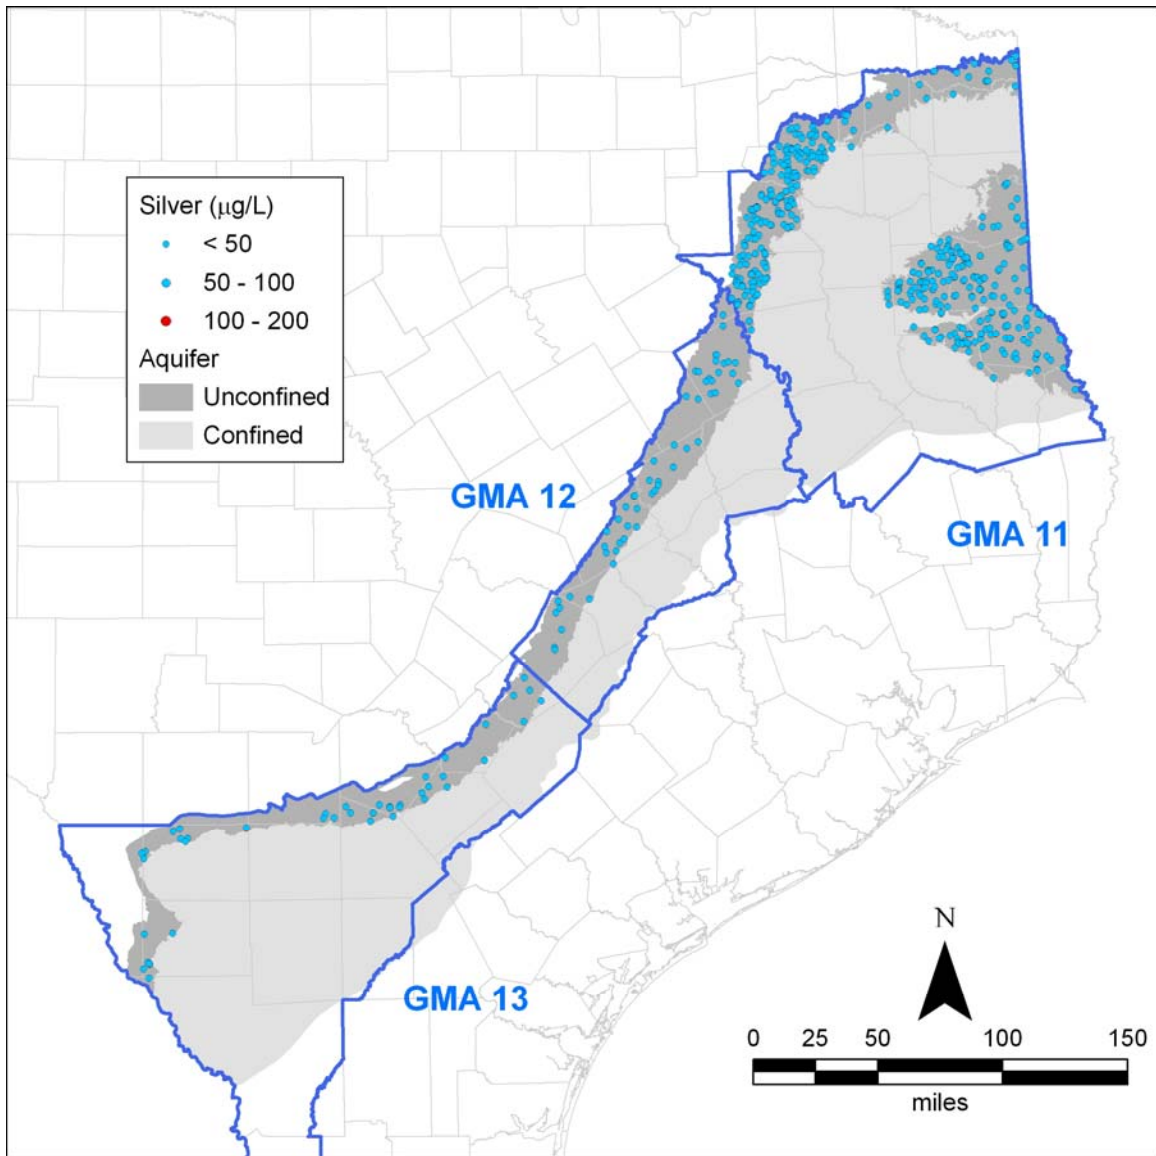 Silver (μg/L)
< 50
50 - 100
100 - 200
Aquifer
Unconfined
Confined
GMA 12
GMA 11
GMA 13
N
0 25 50 100 150
miles